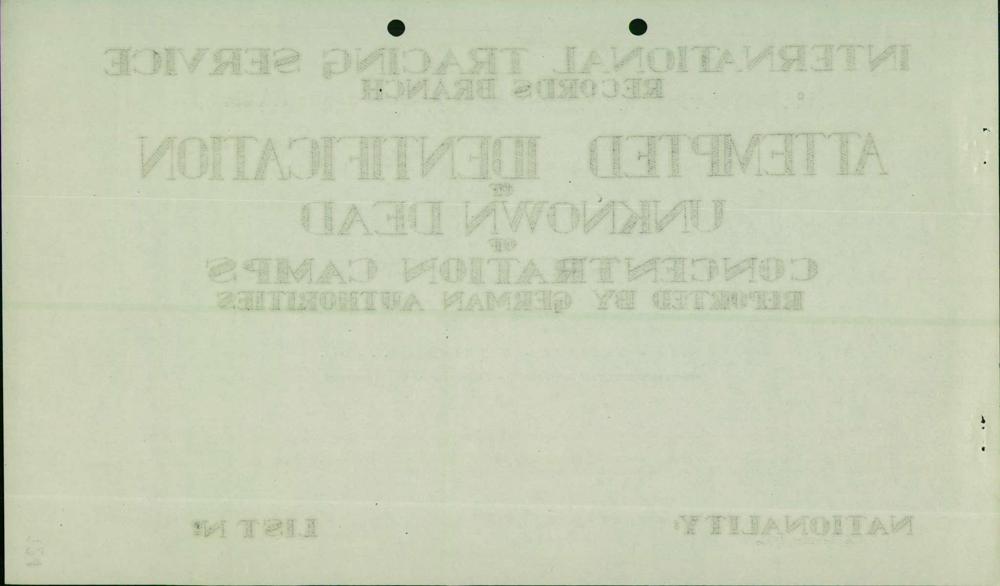 INTERNATIONAL TRACING SERVICE
RECORDS BRANCH
ATTEMPTED IDENTIFICATION
OF
UNKNOWN DEAD
OF
CONCENTRATION CAMPS
REPORTED BY GERMAN AUTHORITIES
NATIONALITY:
LIST Nº